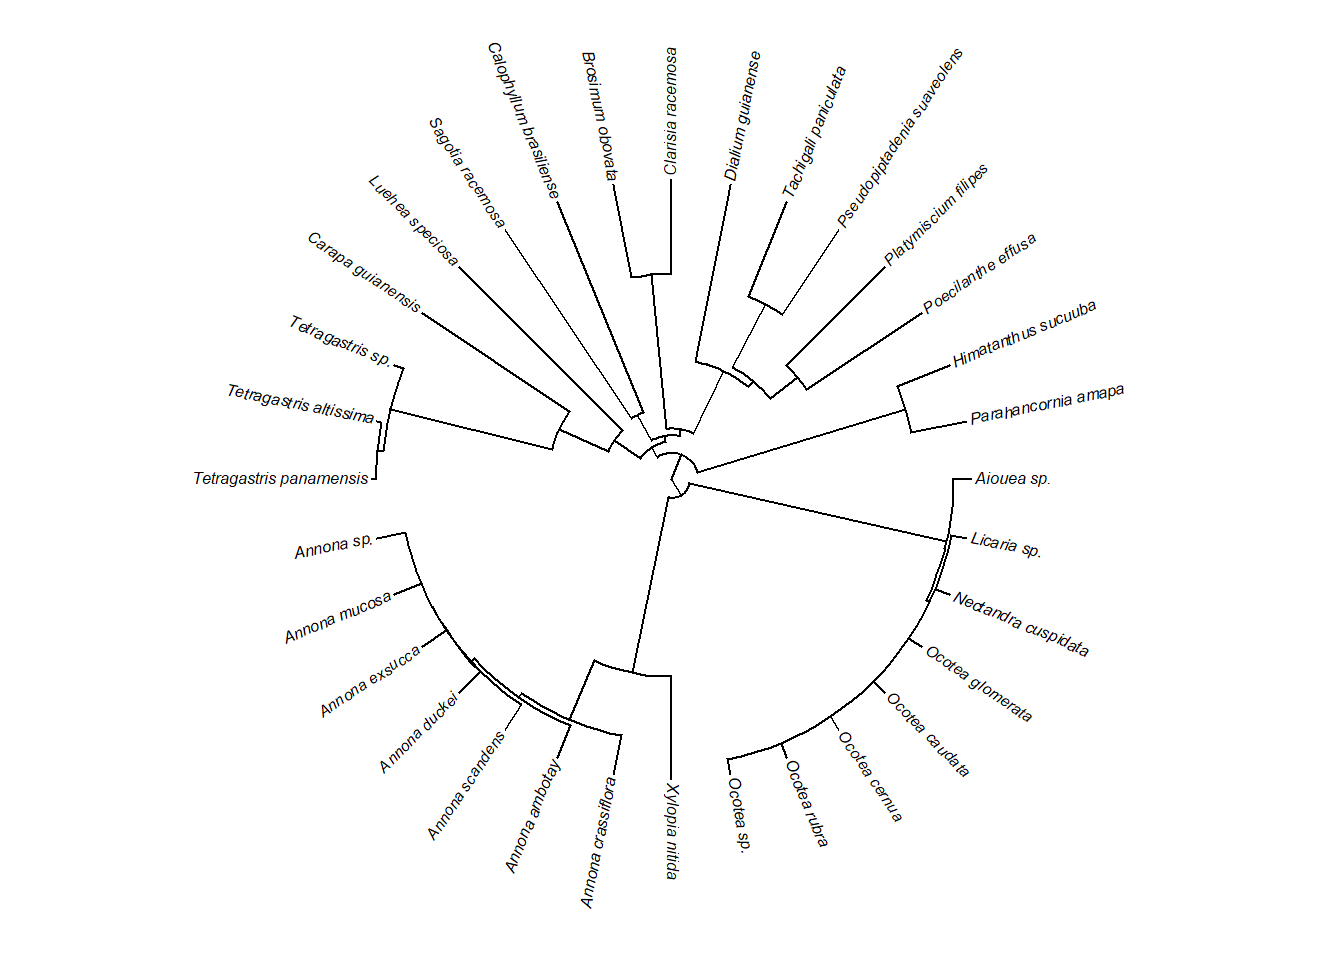 Calophyllum brasiliense
Brosimum obovata
Clarisia racemosa
Dialium guianense
Tachigali paniculata
Pseudopiptadenia suaveolens
Sagotia racemosa
Luehea speciosa
Platymiscium filipes
Carapa guianensis
Poecilanthe effusa
Tetragastris sp.
Himatanthus sucuuba
Tetragastris altissima
Parahancornia amapa
Tetragastris panamensis
Aiouea sp.
Annona sp.
Licaria sp.
Annona mucosa
Nectandra cuspidata
Annona exsucca
Ocotea glomerata
Annona duckei
Ocotea caudata
Annona scandens
Ocotea cernua
Annona ambotay
Ocotea rubra
Annona crassiflora
Xylopia nitida
Ocotea sp.